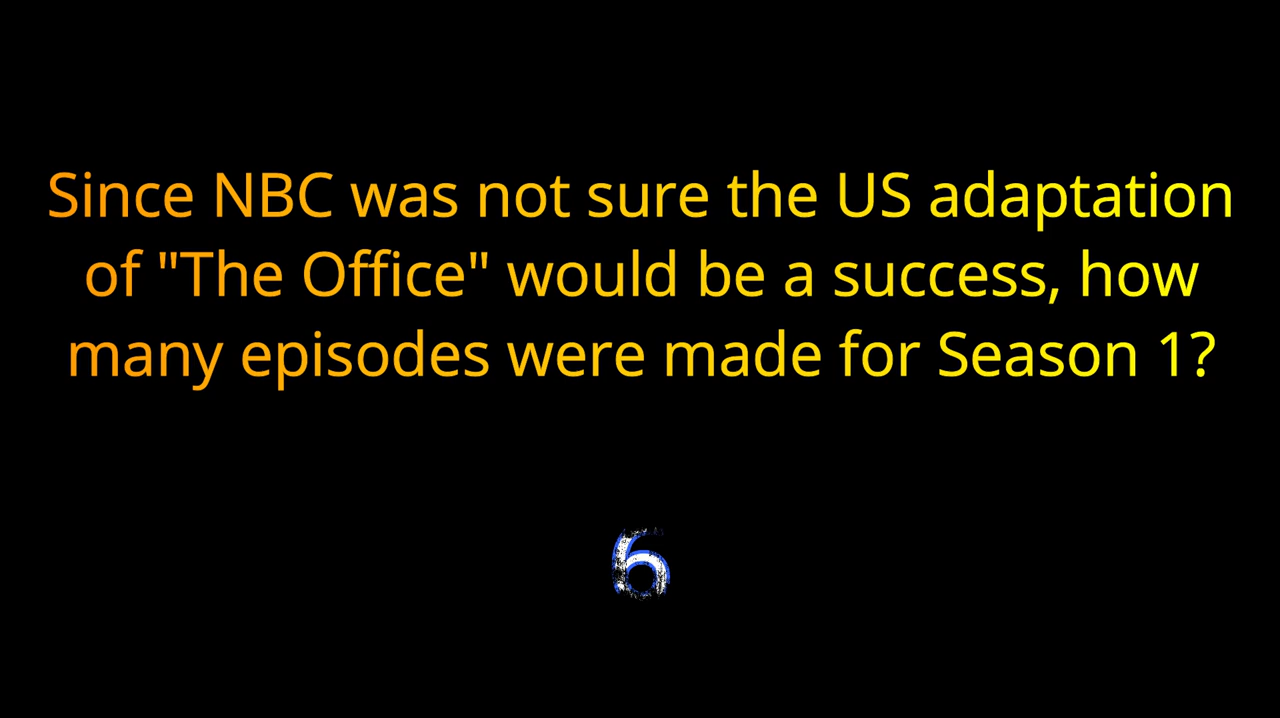 Since NBC was not sure the US adaptation
of "The Office" would be a success, how
many episodes were made for Season 1?
6